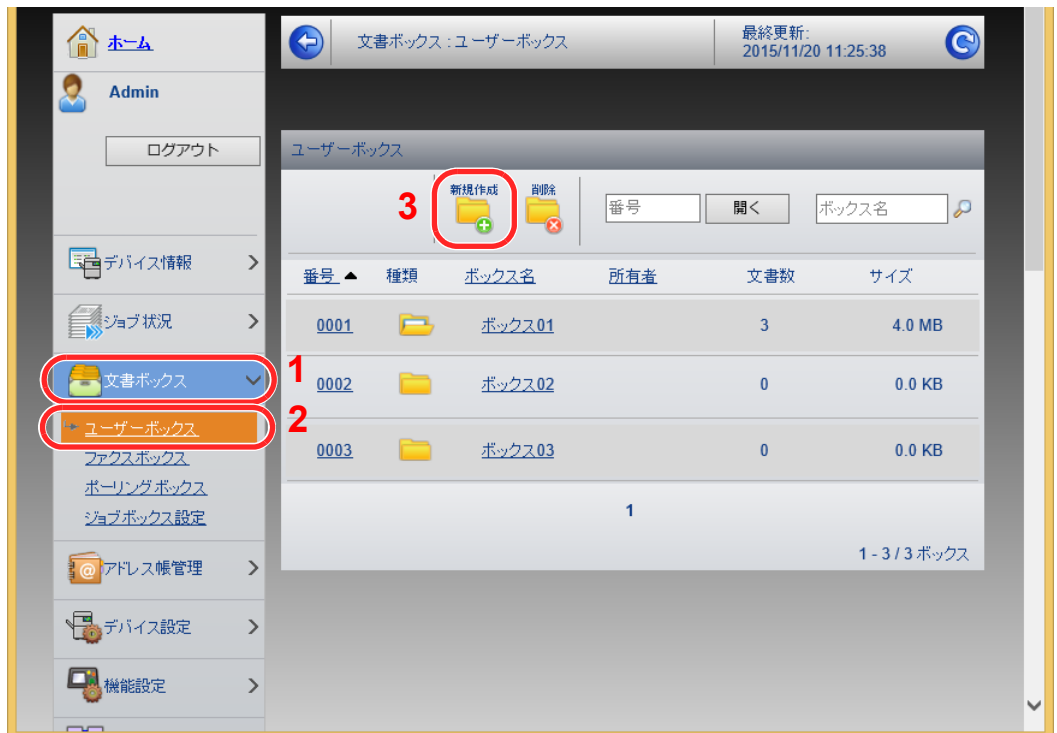 ホーム
Admin
ログアウト
デバイス情報
ジョブ状況
文書ボックス
1
ユーザーボックス
2
ファクスボックス
ポーリングボックス
ジョブボックス設定
アドレス帳管理
デバイス設定
機能設定
文書ボックス : ユーザーボックス
最終更新:
2015/11/20 11:25:38
ユーザーボックス
3
新規作成 削除 番号 開く ボックス名
番号 ▲ 種類 ボックス名 所有者 文書数 サイズ
0001 ボックス01 3 4.0 MB
0002 ボックス02 0 0.0 KB
0003 ボックス03 0 0.0 KB
1
1 - 3 / 3 ボックス